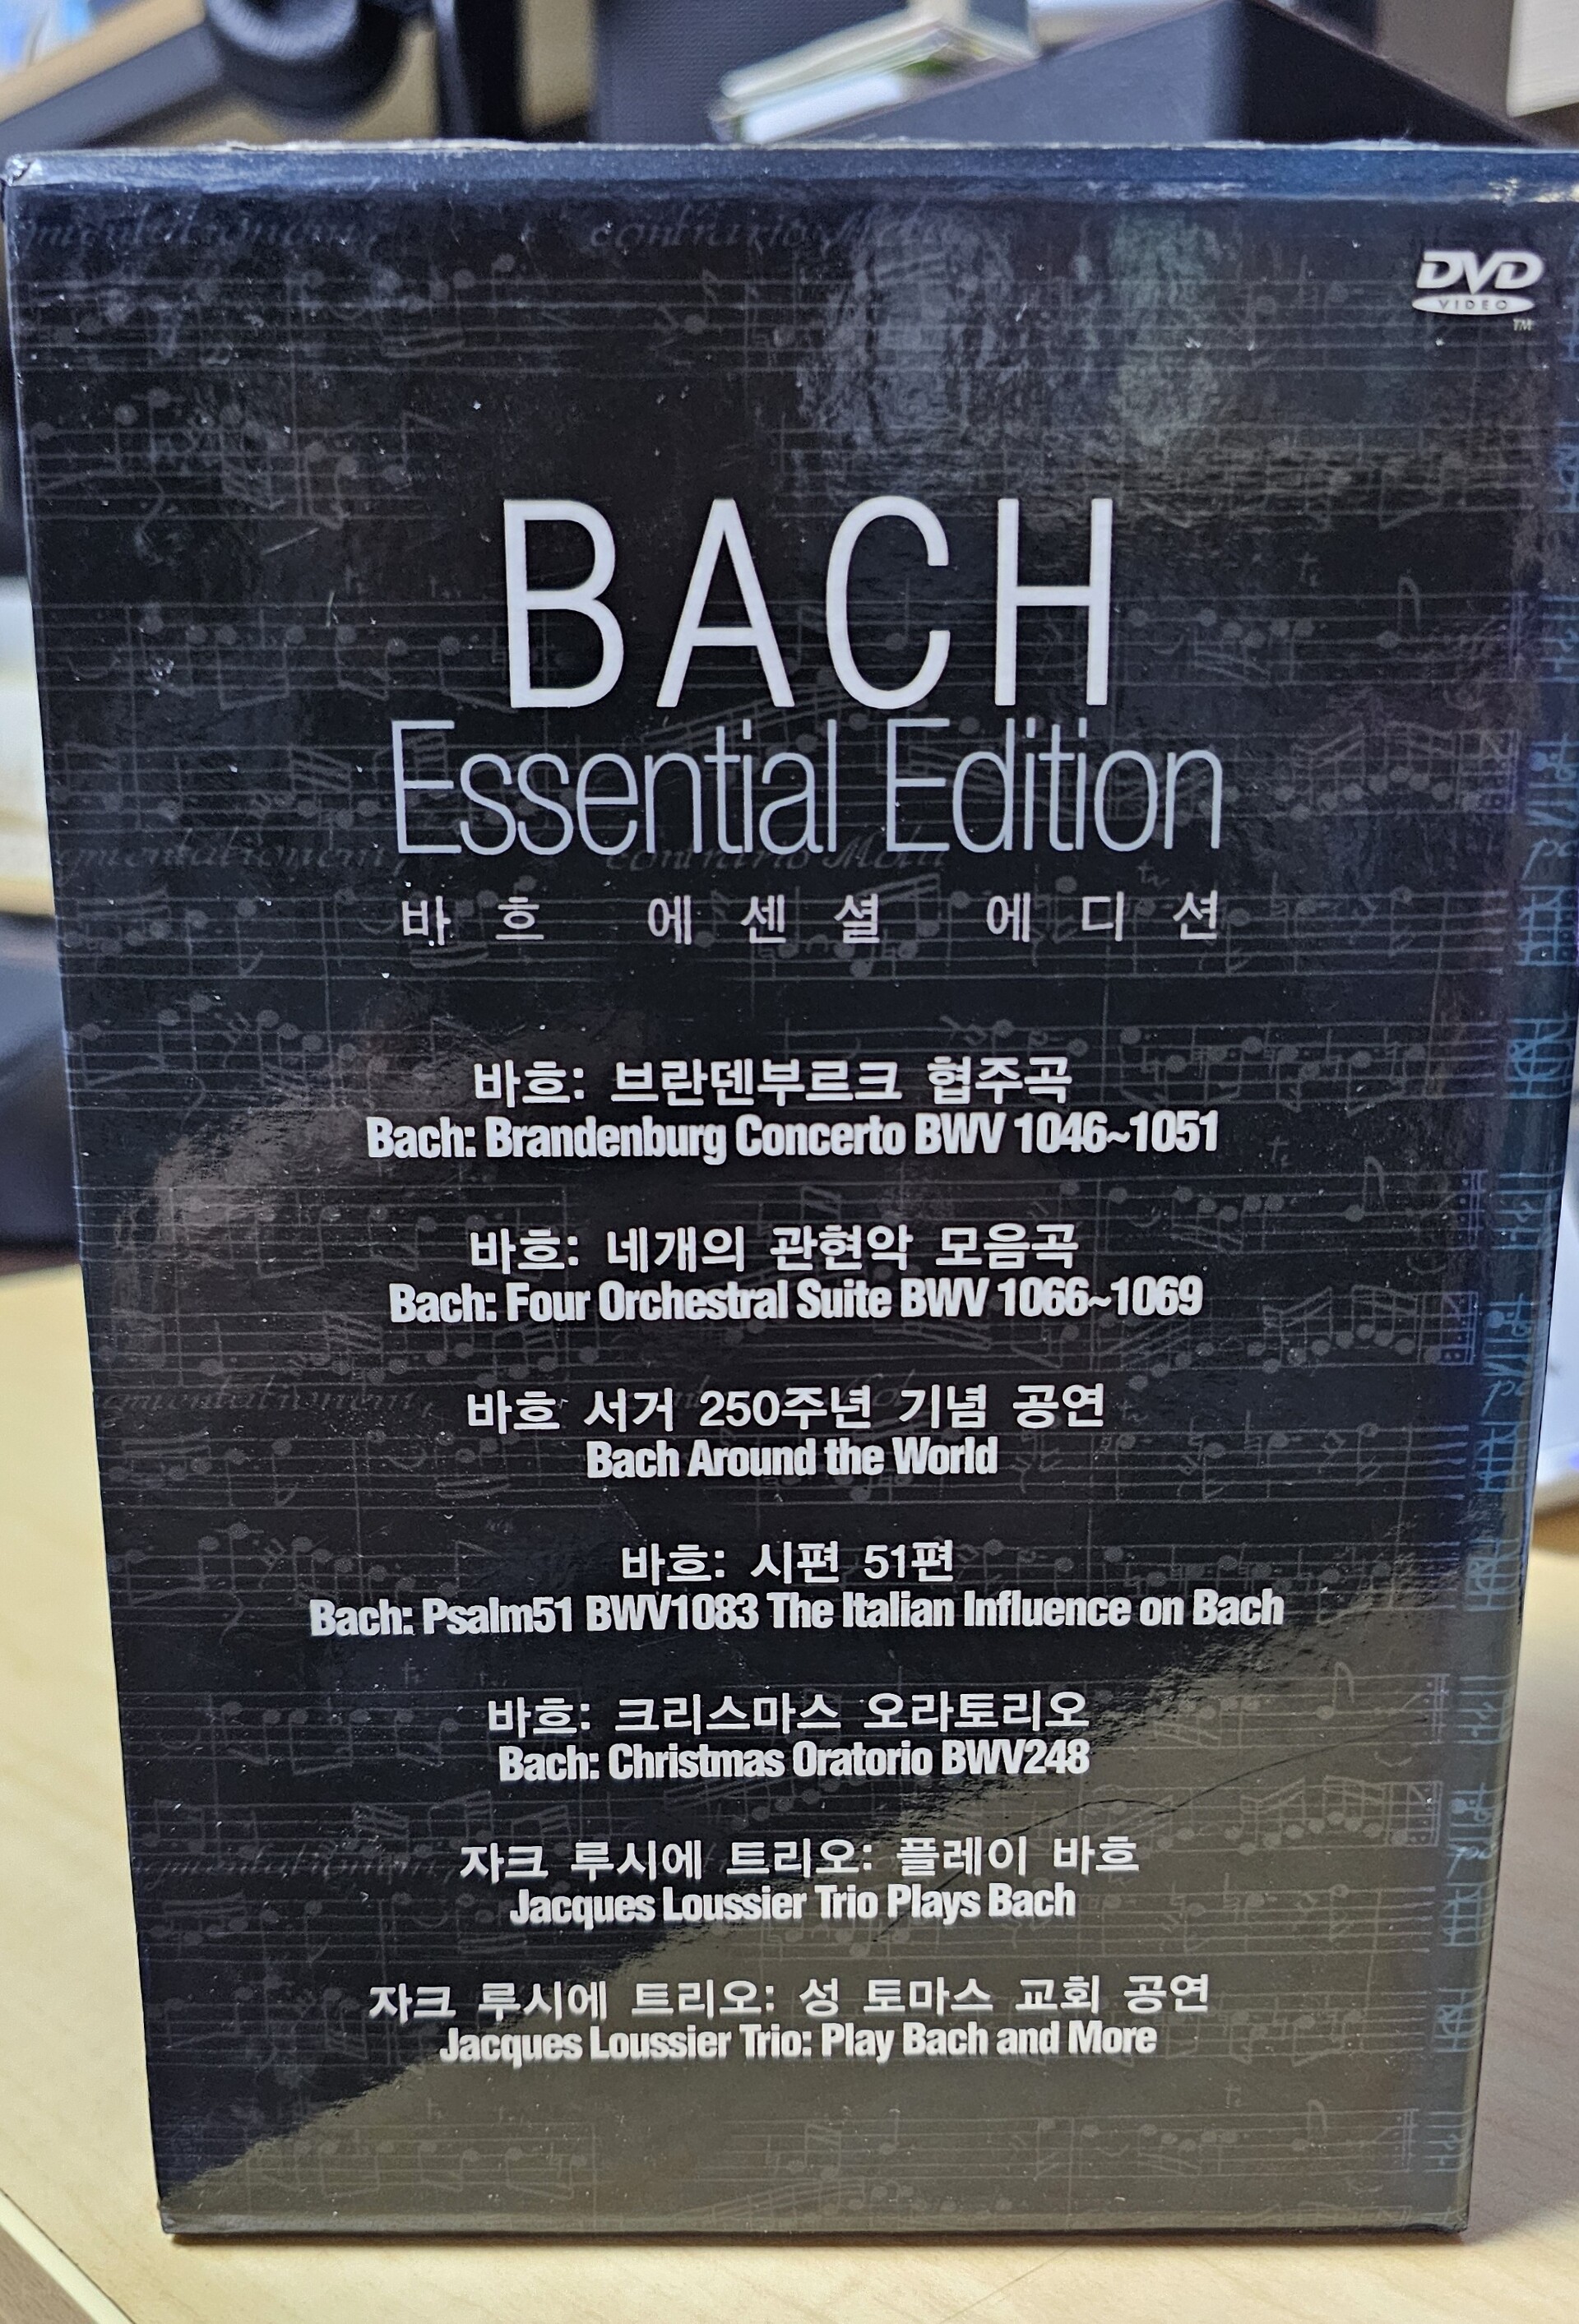 DVD
VIDEO
TM
BACH
Essential Edition
바흐 에센셜 에디션
바흐: 브란덴부르크 협주곡
Bach: Brandenburg Concerto BWV 1046~1051
바흐: 네개의 관현악 모음곡
Bach: Four Orchestral Suite BWV 1066~1069
바흐 서거 250주년 기념 공연
Bach Around the World
바흐: 시편 51편
Bach: Psalm51 BWV1083 The Italian Influence on Bach
바흐: 크리스마스 오라토리오
Bach: Christmas Oratorio BWV248
자크 루시에 트리오: 플레이 바흐
Jacques Loussier Trio Plays Bach
자크 루시에 트리오: 성 토마스 교회 공연
Jacques Loussier Trio: Play Bach and More